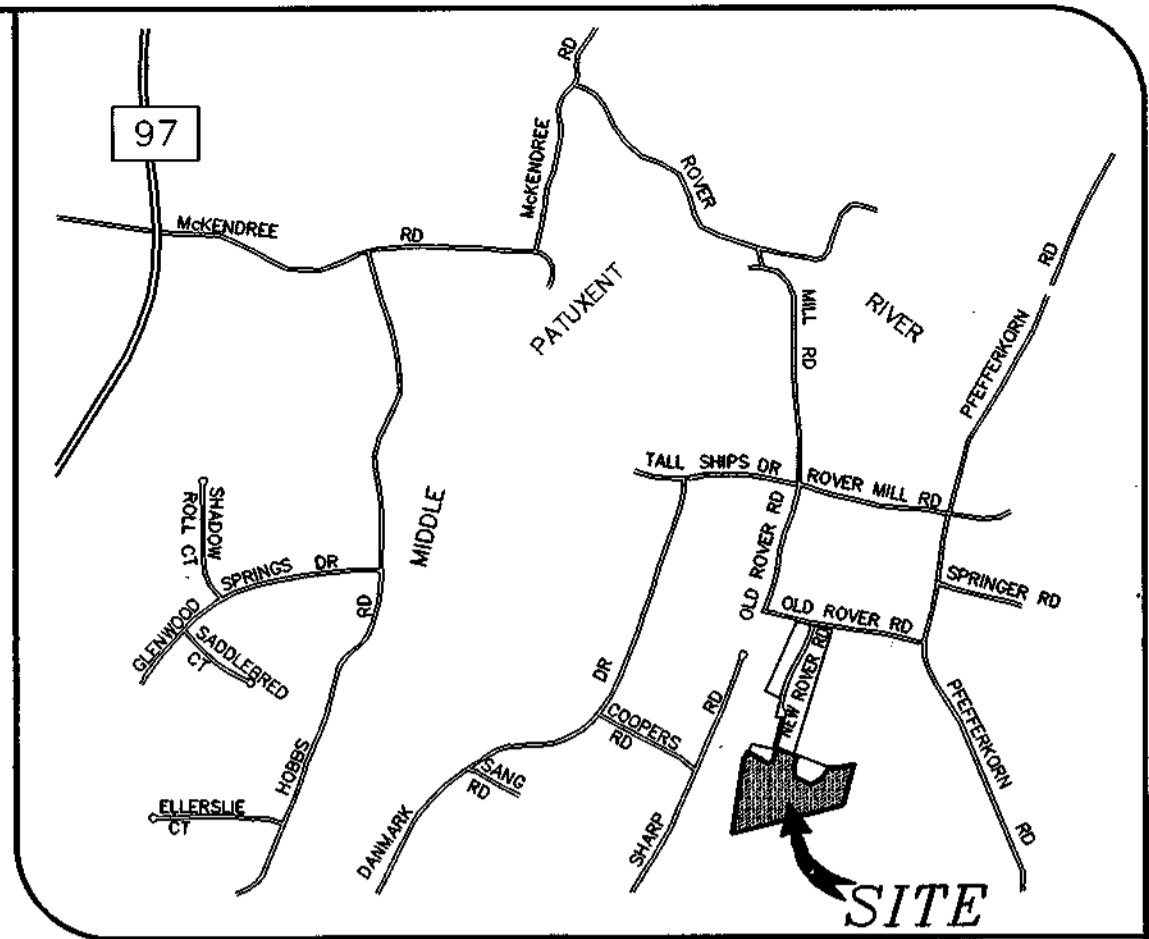 97
RD
McKENDREE
McKENDREE
RD
ROVER
PATUXENT
RIVER
MILL RD
RD
PFEFFERKORN
TALL SHIPS DR
ROVER MILL RD
SHADOW
ROLL CT
MIDDLE
SPRINGS DR
RD
GLENWOOD
SADDLEBRED
CT
OLD ROVER RD
OLD ROVER RD
SPRINGER RD
NEW ROVER RD
DR
COOPERS
RD
RD
PFEFFERKORN
RD
HOBBS
SANG
RD
ELLERSLIE
CT
DANMARK
SHARP
SITE